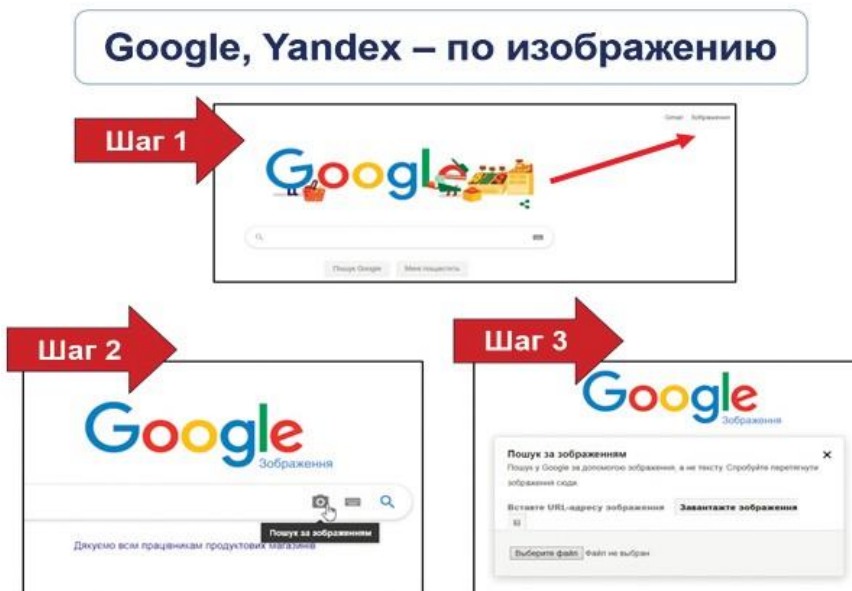 Google, Yandex – по изображению
Шаг 1
Gmail Зображення
Google
Пошук Google Мені пощастить
Шаг 2
Google
Зображення
Пошук за зображенням
Дякуємо всім працівникам продуктових магазинів
Шаг 3
Google
Зображення
Пошук за зображенням
Пошук у Google за допомогою зображення, а не тексту. Спробуйте перетягнути
зображення сюди.
Вставте URL-адресу зображення Завантажте зображення
Выберите файл Файл не выбран